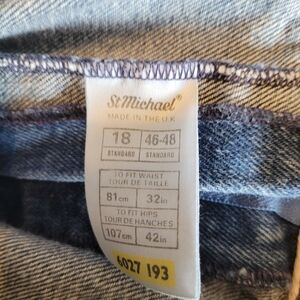 St Michael®
MADE IN THE U.K
18 46-48
STANDARD STANDARD
TO FIT WAIST
TOUR DE TAILLE
81cm 32in
TO FIT HIPS
TOUR DE HANCHES
107cm 42in
6027 193